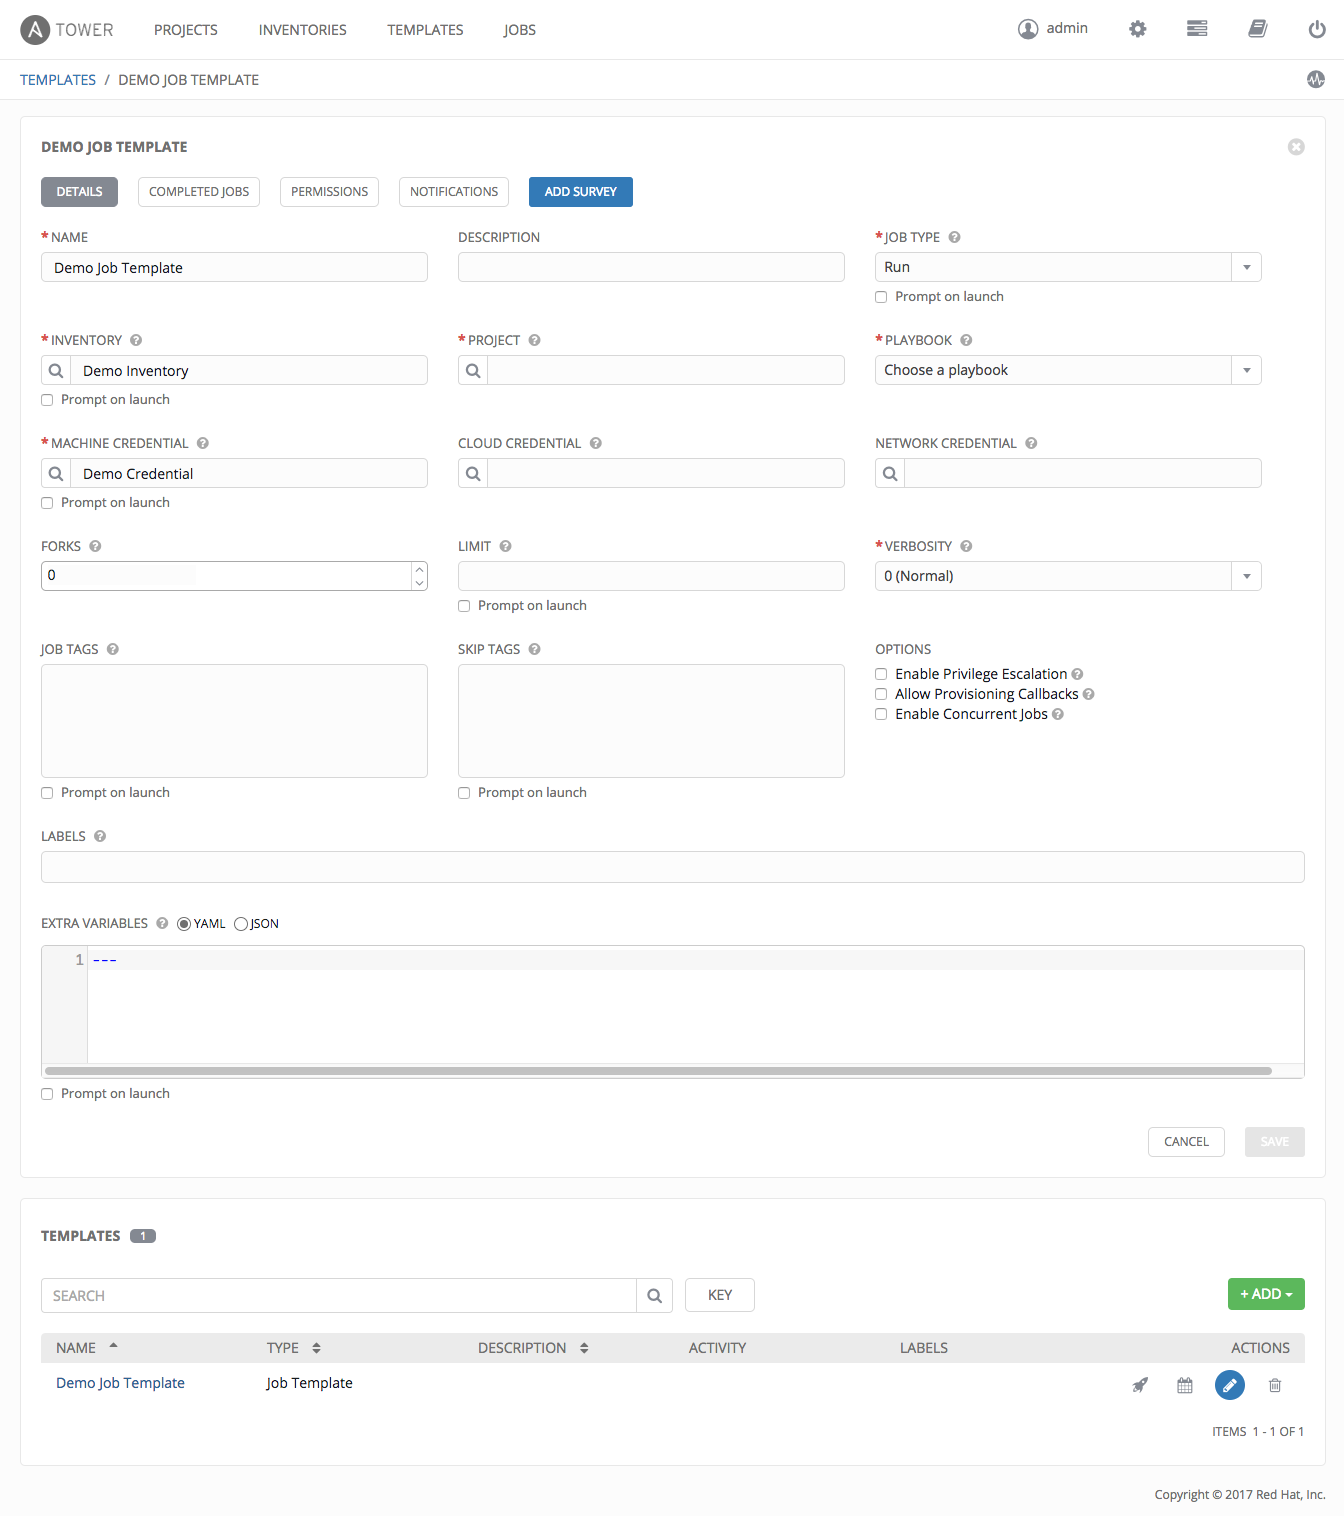 TOWER PROJECTS INVENTORIES TEMPLATES JOBS admin
TEMPLATES / DEMO JOB TEMPLATE
DEMO JOB TEMPLATE
DETAILS COMPLETED JOBS PERMISSIONS NOTIFICATIONS ADD SURVEY
* NAME DESCRIPTION * JOB TYPE ?
Demo Job Template Run
Prompt on launch
* INVENTORY ? * PROJECT ? * PLAYBOOK ?
Demo Inventory Choose a playbook
Prompt on launch
* MACHINE CREDENTIAL ? CLOUD CREDENTIAL ? NETWORK CREDENTIAL ?
Demo Credential
Prompt on launch
FORKS ? LIMIT ? * VERBOSITY ?
0 0 (Normal)
Prompt on launch
JOB TAGS ? SKIP TAGS ? OPTIONS
Enable Privilege Escalation ?
Allow Provisioning Callbacks ?
Enable Concurrent Jobs ?
Prompt on launch Prompt on launch
LABELS ?
EXTRA VARIABLES ? YAML JSON
1 ---
Prompt on launch
CANCEL SAVE
TEMPLATES 1
SEARCH KEY + ADD
NAME TYPE DESCRIPTION ACTIVITY LABELS ACTIONS
Demo Job Template Job Template
ITEMS 1 - 1 OF 1
Copyright © 2017 Red Hat, Inc.